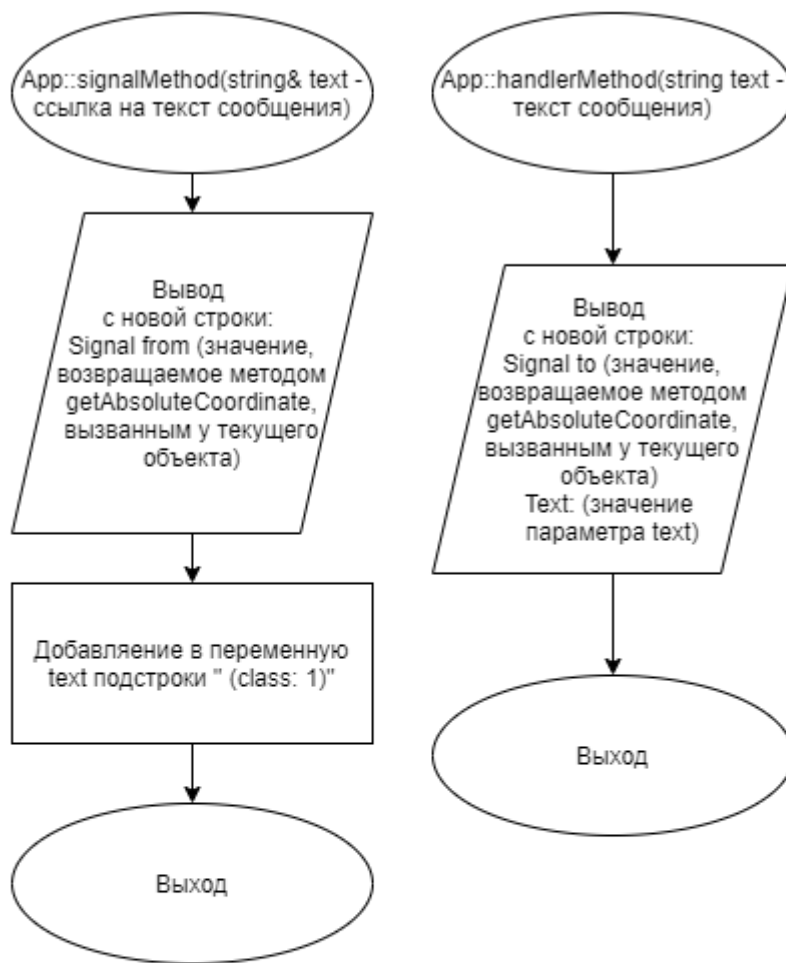 App::signalMethod(string& text -
ссылка на текст сообщения)
Вывод
с новой строки:
Signal from (значение,
возвращаемое методом
getAbsoluteCoordinate,
вызванным у текущего
объекта)
Добавляение в переменную
text подстроки " (class: 1)"
Выход
App::handlerMethod(string text -
текст сообщения)
Вывод
с новой строки:
Signal to (значение,
возвращаемое методом
getAbsoluteCoordinate,
вызванным у текущего
объекта)
Text: (значение
параметра text)
Выход